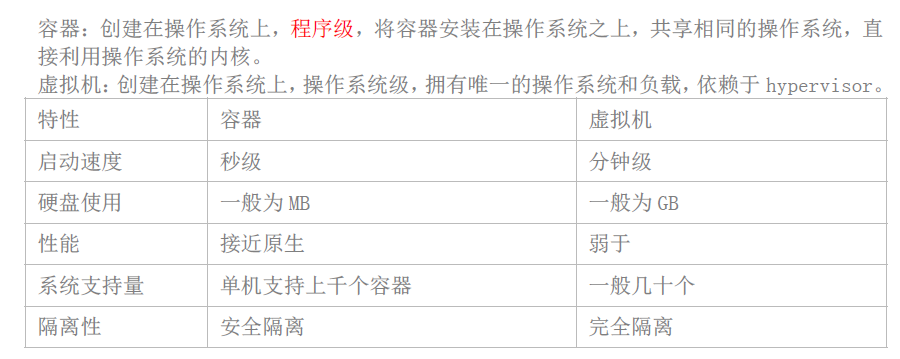 容器：创建在操作系统上，程序级，将容器安装在操作系统之上，共享相同的操作系统，直
接利用操作系统的内核。
虚拟机：创建在操作系统上，操作系统级，拥有唯一的操作系统和负载，依赖于 hypervisor。
特性 容器 虚拟机
启动速度 秒级 分钟级
硬盘使用 一般为 MB 一般为 GB
性能 接近原生 弱于
系统支持量 单机支持上千个容器 一般几十个
隔离性 安全隔离 完全隔离